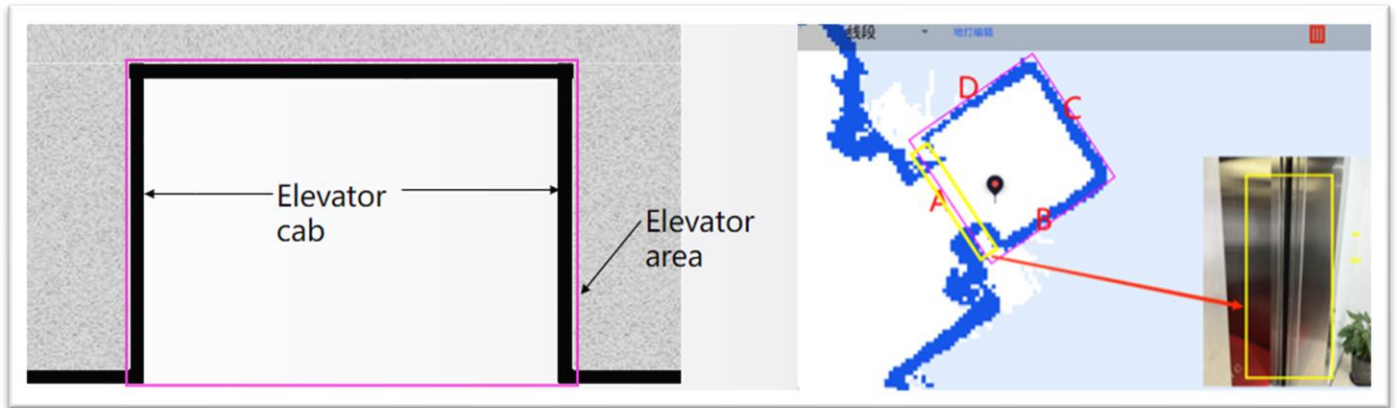 Elevator
cab
Elevator
area
线段
地灯编辑
D
C
A
B